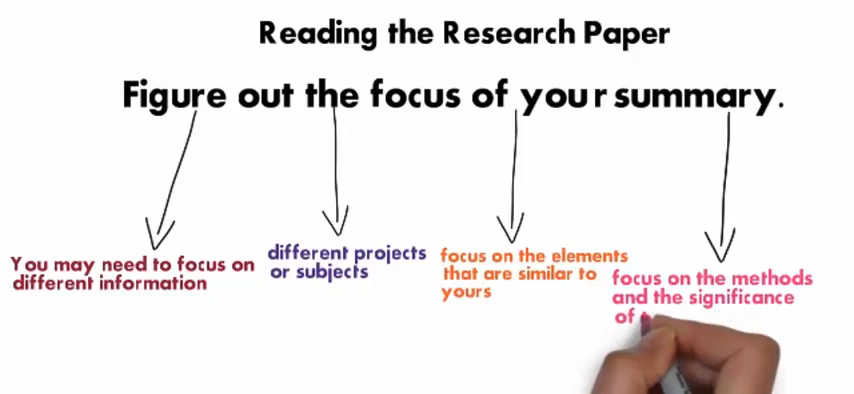 Reading the Research Paper
Figure out the focus of your summary.
You may need to focus on
different information
different projects
or subjects
focus on the elements
that are similar to
yours
focus on the methods
and the significance
of